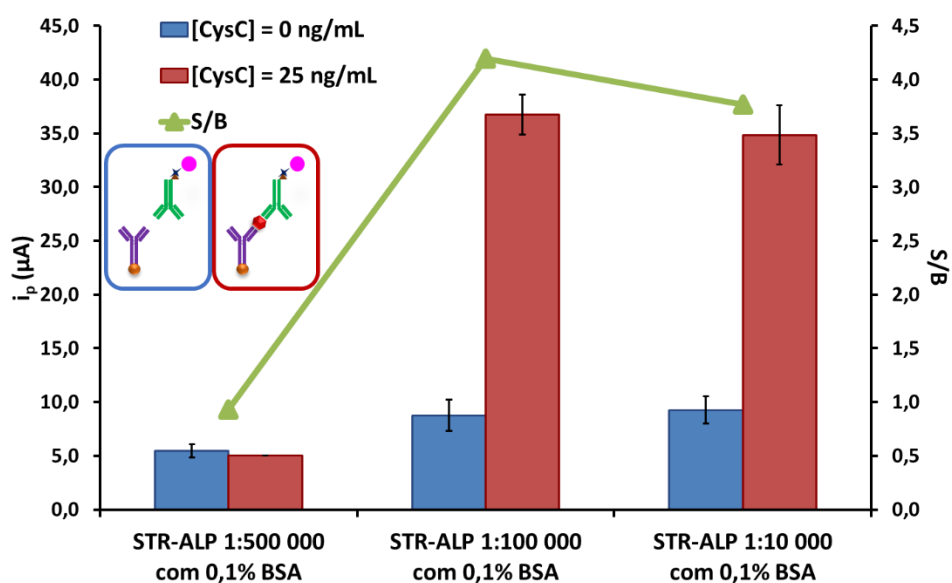 [CysC] = 0 ng/mL
[CysC] = 25 ng/mL
S/B
iₚ (µA)
45,0
40,0
35,0
30,0
25,0
20,0
15,0
10,0
5,0
0,0
4,5
4,0
3,5
3,0
2,5
2,0
1,5
1,0
0,5
0,0
S/B
STR-ALP 1:500 000
com 0,1% BSA
STR-ALP 1:100 000
com 0,1% BSA
STR-ALP 1:10 000
com 0,1% BSA